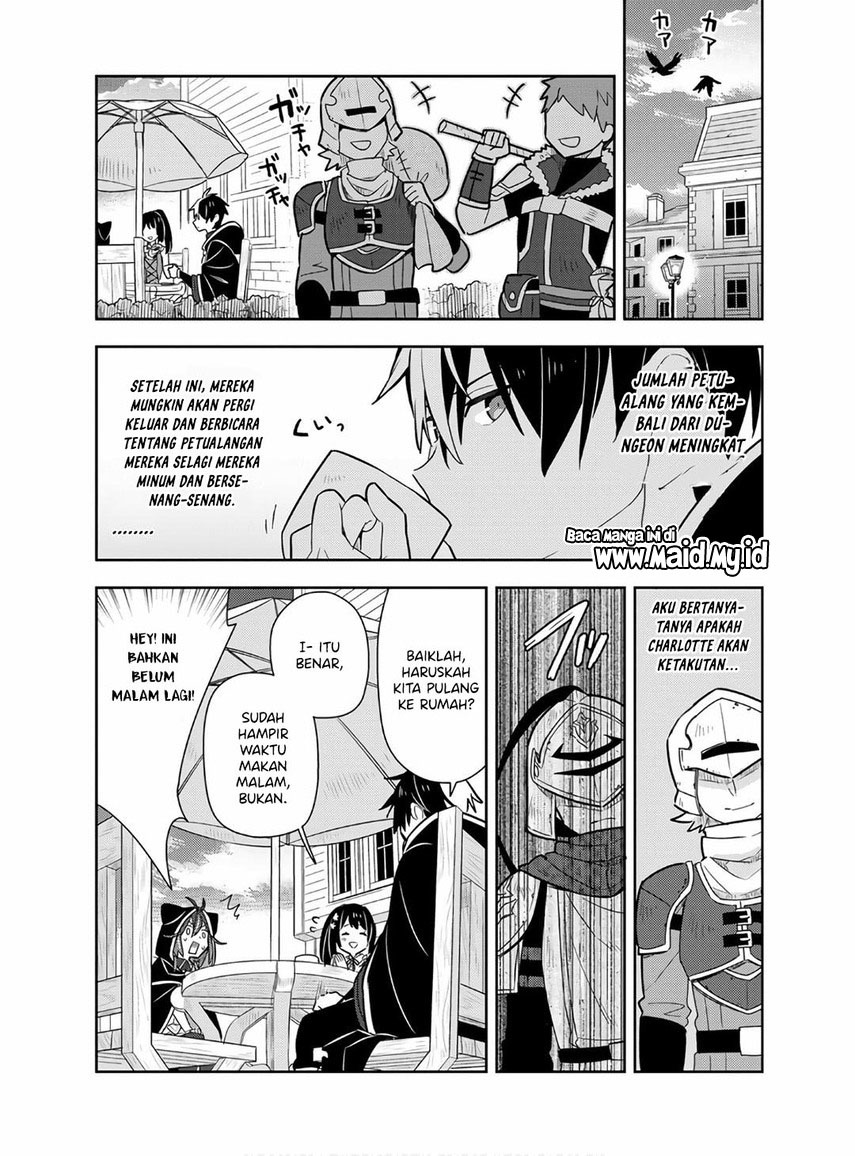 カァ
カァ
ガッチャ
ガッチャ
JUMLAH PETU-
ALANG YANG KEM-
BALI DARI DU-
NGEON MENINGKAT
SETELAH INI, MEREKA
MUNGKIN AKAN PERGI
KELUAR DAN BERBICARA
TENTANG PETUALANGAN
MEREKA SELAGI MEREKA
MINUM DAN BERSE-
NANG-SENANG.
........
くいっ
Baca manga ini di
www.Maid.My.id
AKU BERTANYA-
TANYA APAKAH
CHARLOTTE AKAN
KETAKUTAN...
BAIKLAH,
HARUSKAH
KITA PULANG
KE RUMAH?
I- ITU
BENAR,
SUDAH
HAMPIR
WAKTU
MAKAN
MALAM,
BUKAN.
HEY! INI
BAHKAN
BELUM
MALAM LAGI!